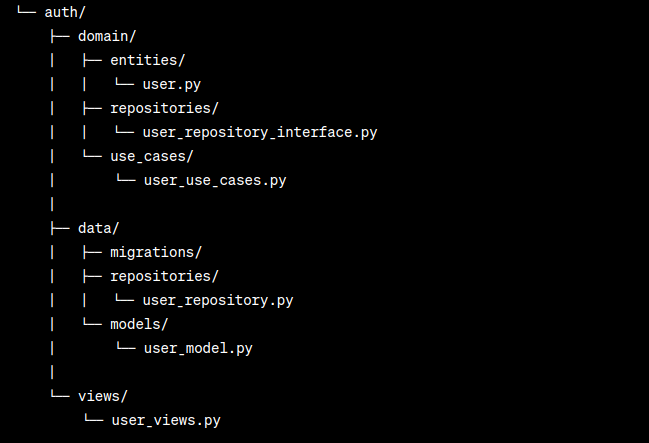 └── auth/
    ├── domain/
    │   ├── entities/
    │   │   └── user.py
    │   ├── repositories/
    │   │   └── user_repository_interface.py
    │   └── use_cases/
    │       └── user_use_cases.py
    │
    ├── data/
    │   ├── migrations/
    │   ├── repositories/
    │   │   └── user_repository.py
    │   └── models/
    │       └── user_model.py
    │
    └── views/
        └── user_views.py